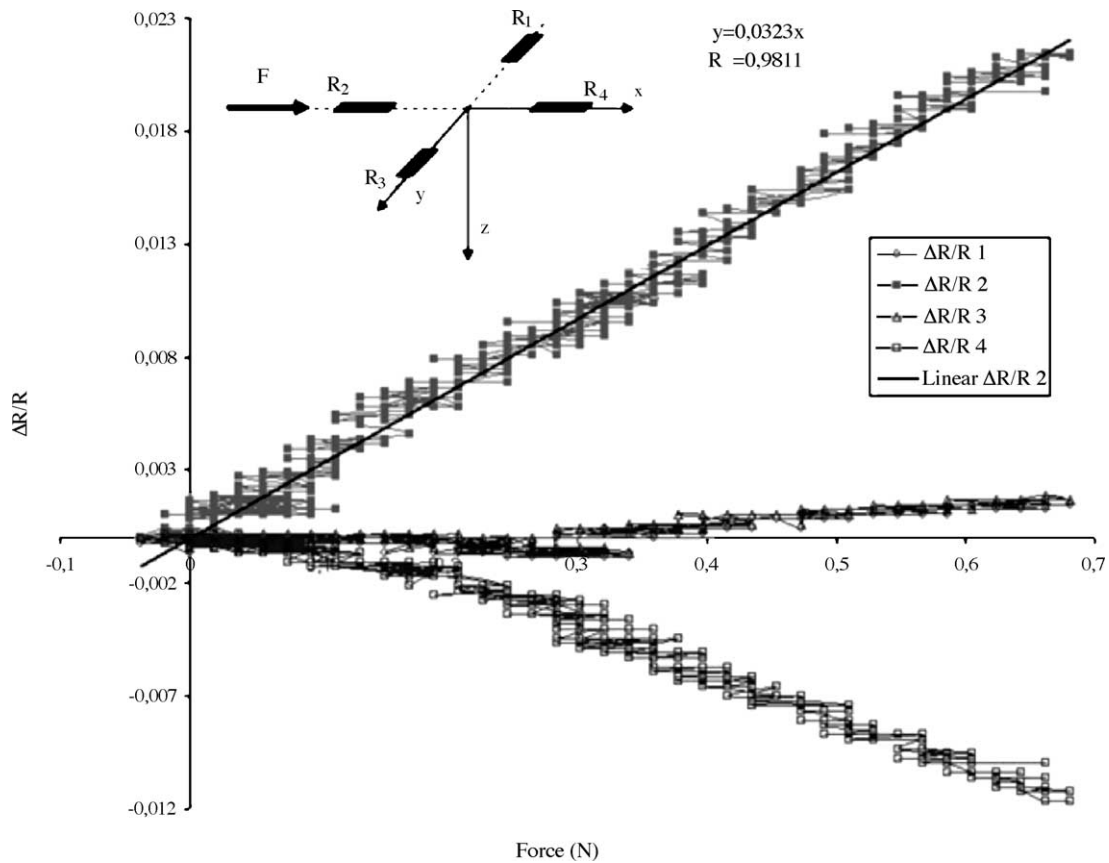 0,023
R1
y=0,0323x
R =0,9811
F
R2
R4
x
0,018
R3
y
z
0,013
ΔR/R 1
ΔR/R 2
ΔR/R 3
ΔR/R 4
Linear ΔR/R 2
0,008
ΔR/R
0,003
-0,1
0
0,3
0,4
0,5
0,6
0,7
-0,002
-0,007
-0,012
Force (N)